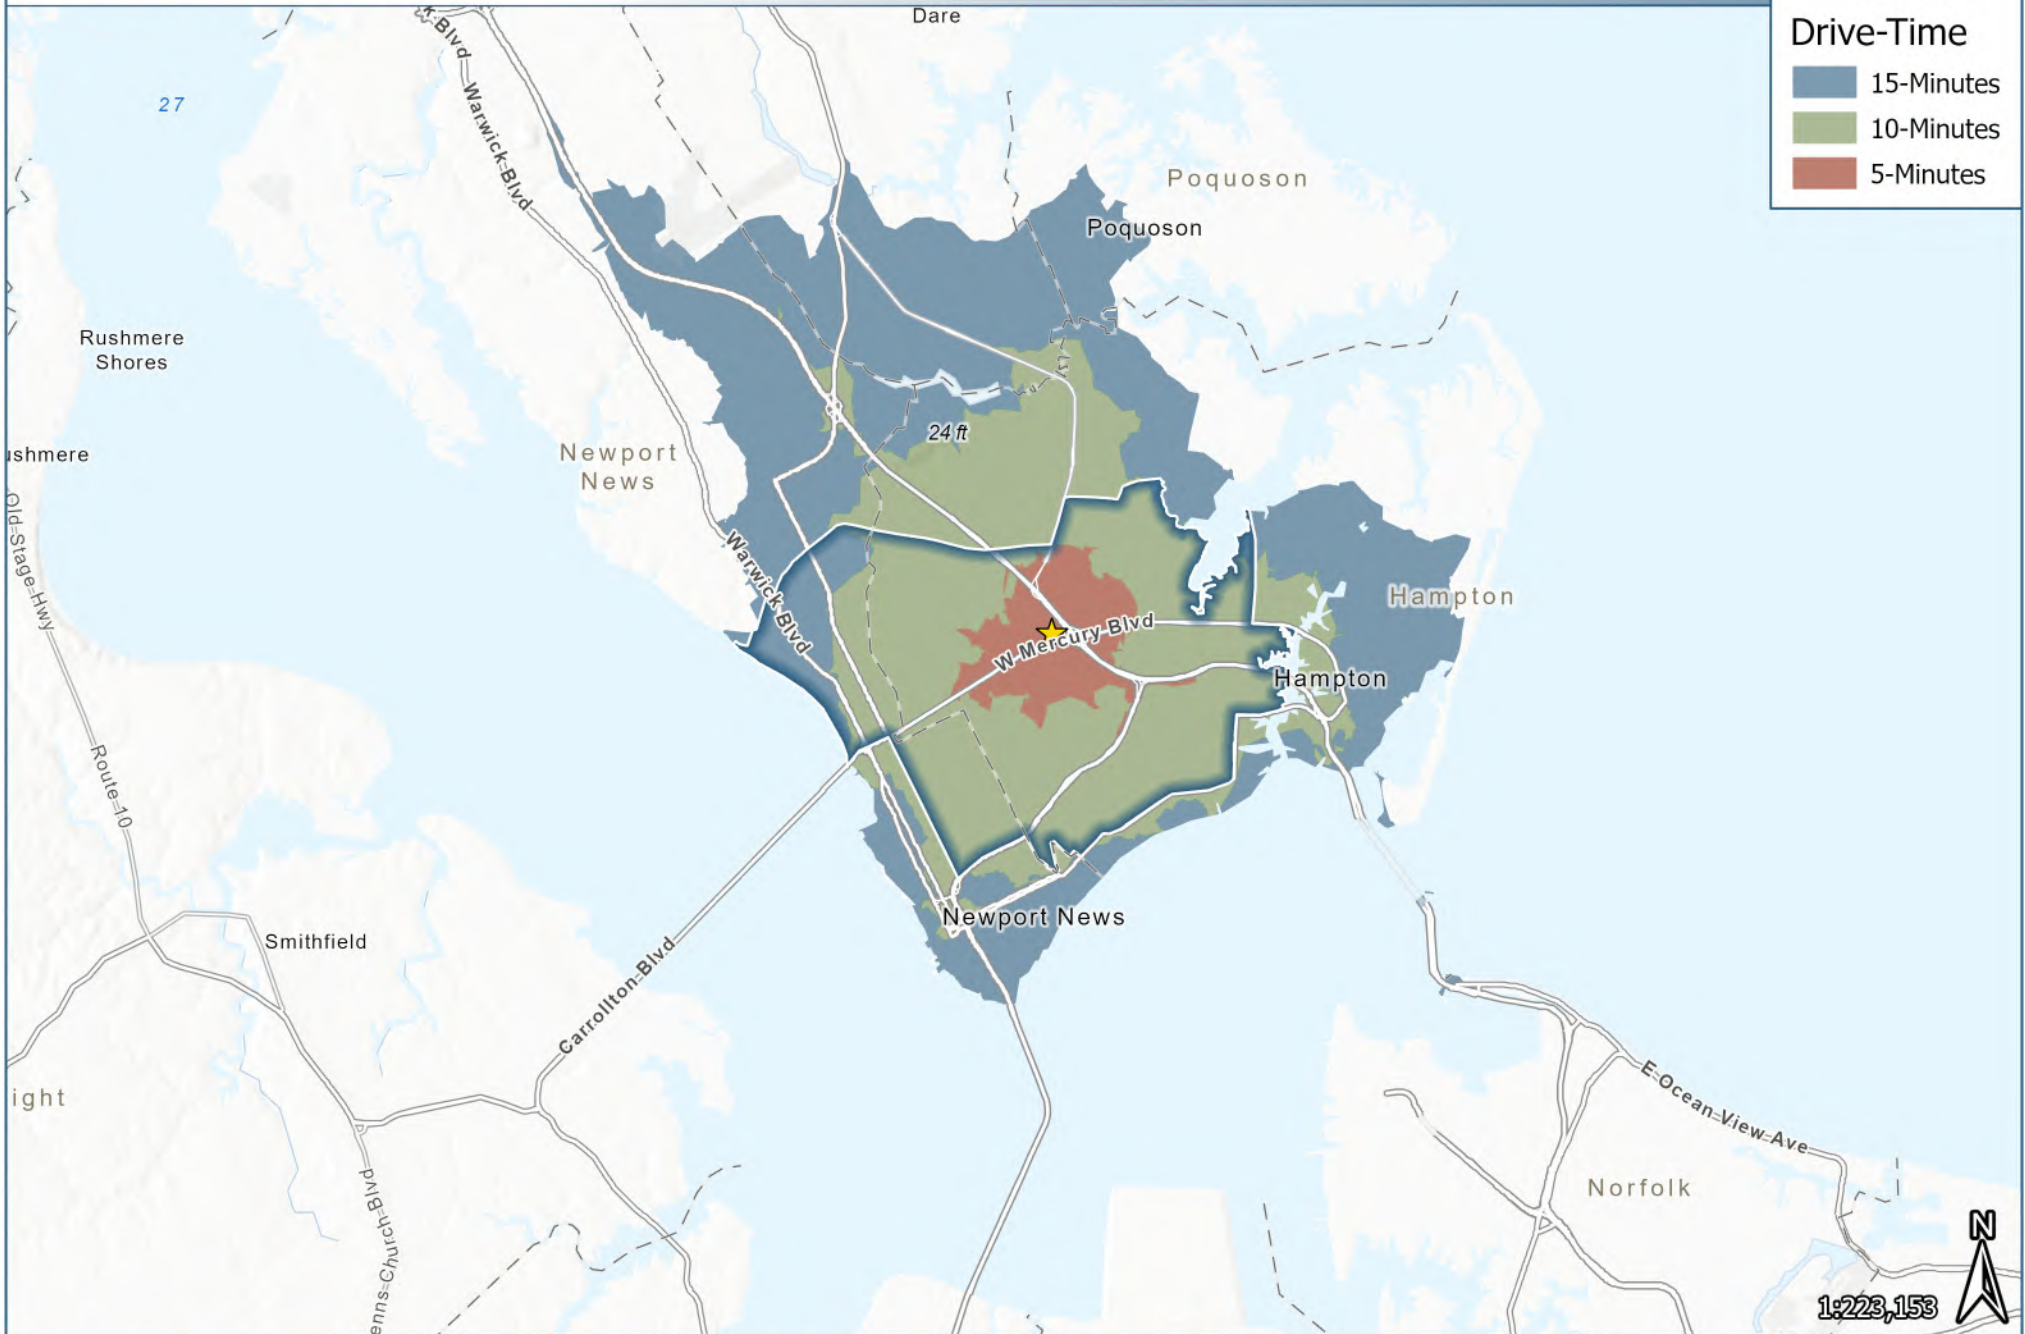 Drive-Time
15-Minutes
10-Minutes
5-Minutes
Dare
k Blvd
27
Warwick Blvd
Poquoson
Poquoson
Rushmere
Shores
24 ft
Newport
News
ushmere
Old Stage Hwy
Warwick Blvd
Hampton
W Mercury Blvd
Hampton
Route 10
Newport News
Smithfield
Carrollton Blvd
ight
E Ocean View Ave
enns Church Blvd
Norfolk
N
1:223,153